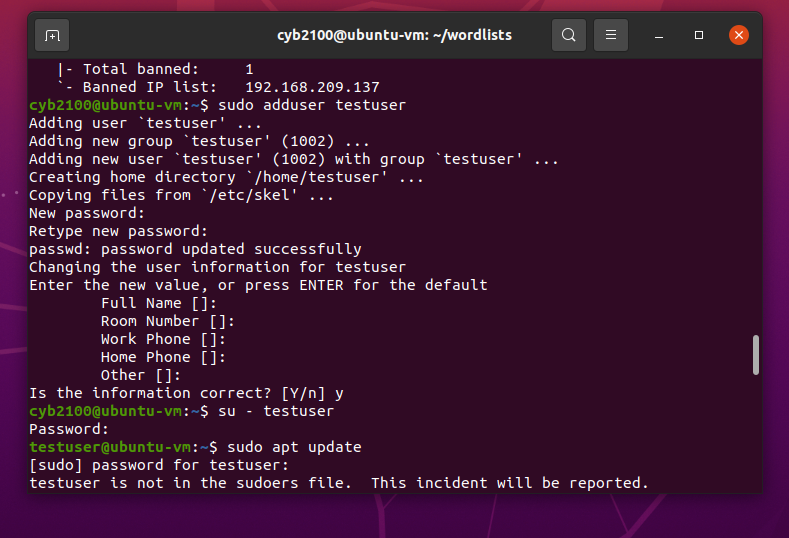 cyb2100@ubuntu-vm: ~/wordlists
   |- Total banned:     1
   `- Banned IP list:   192.168.209.137
cyb2100@ubuntu-vm:~$ sudo adduser testuser
Adding user `testuser' ...
Adding new group `testuser' (1002) ...
Adding new user `testuser' (1002) with group `testuser' ...
Creating home directory `/home/testuser' ...
Copying files from `/etc/skel' ...
New password:
Retype new password:
passwd: password updated successfully
Changing the user information for testuser
Enter the new value, or press ENTER for the default
        Full Name []:
        Room Number []:
        Work Phone []:
        Home Phone []:
        Other []:
Is the information correct? [Y/n] y
cyb2100@ubuntu-vm:~$ su - testuser
Password:
testuser@ubuntu-vm:~$ sudo apt update
[sudo] password for testuser:
testuser is not in the sudoers file.  This incident will be reported.